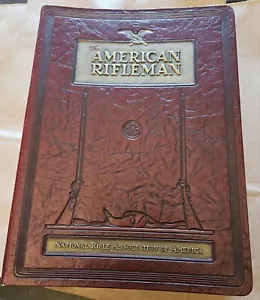 The
AMERICAN
RIFLEMAN
NATIONAL RIFLE ASSOCIATION of AMERICA